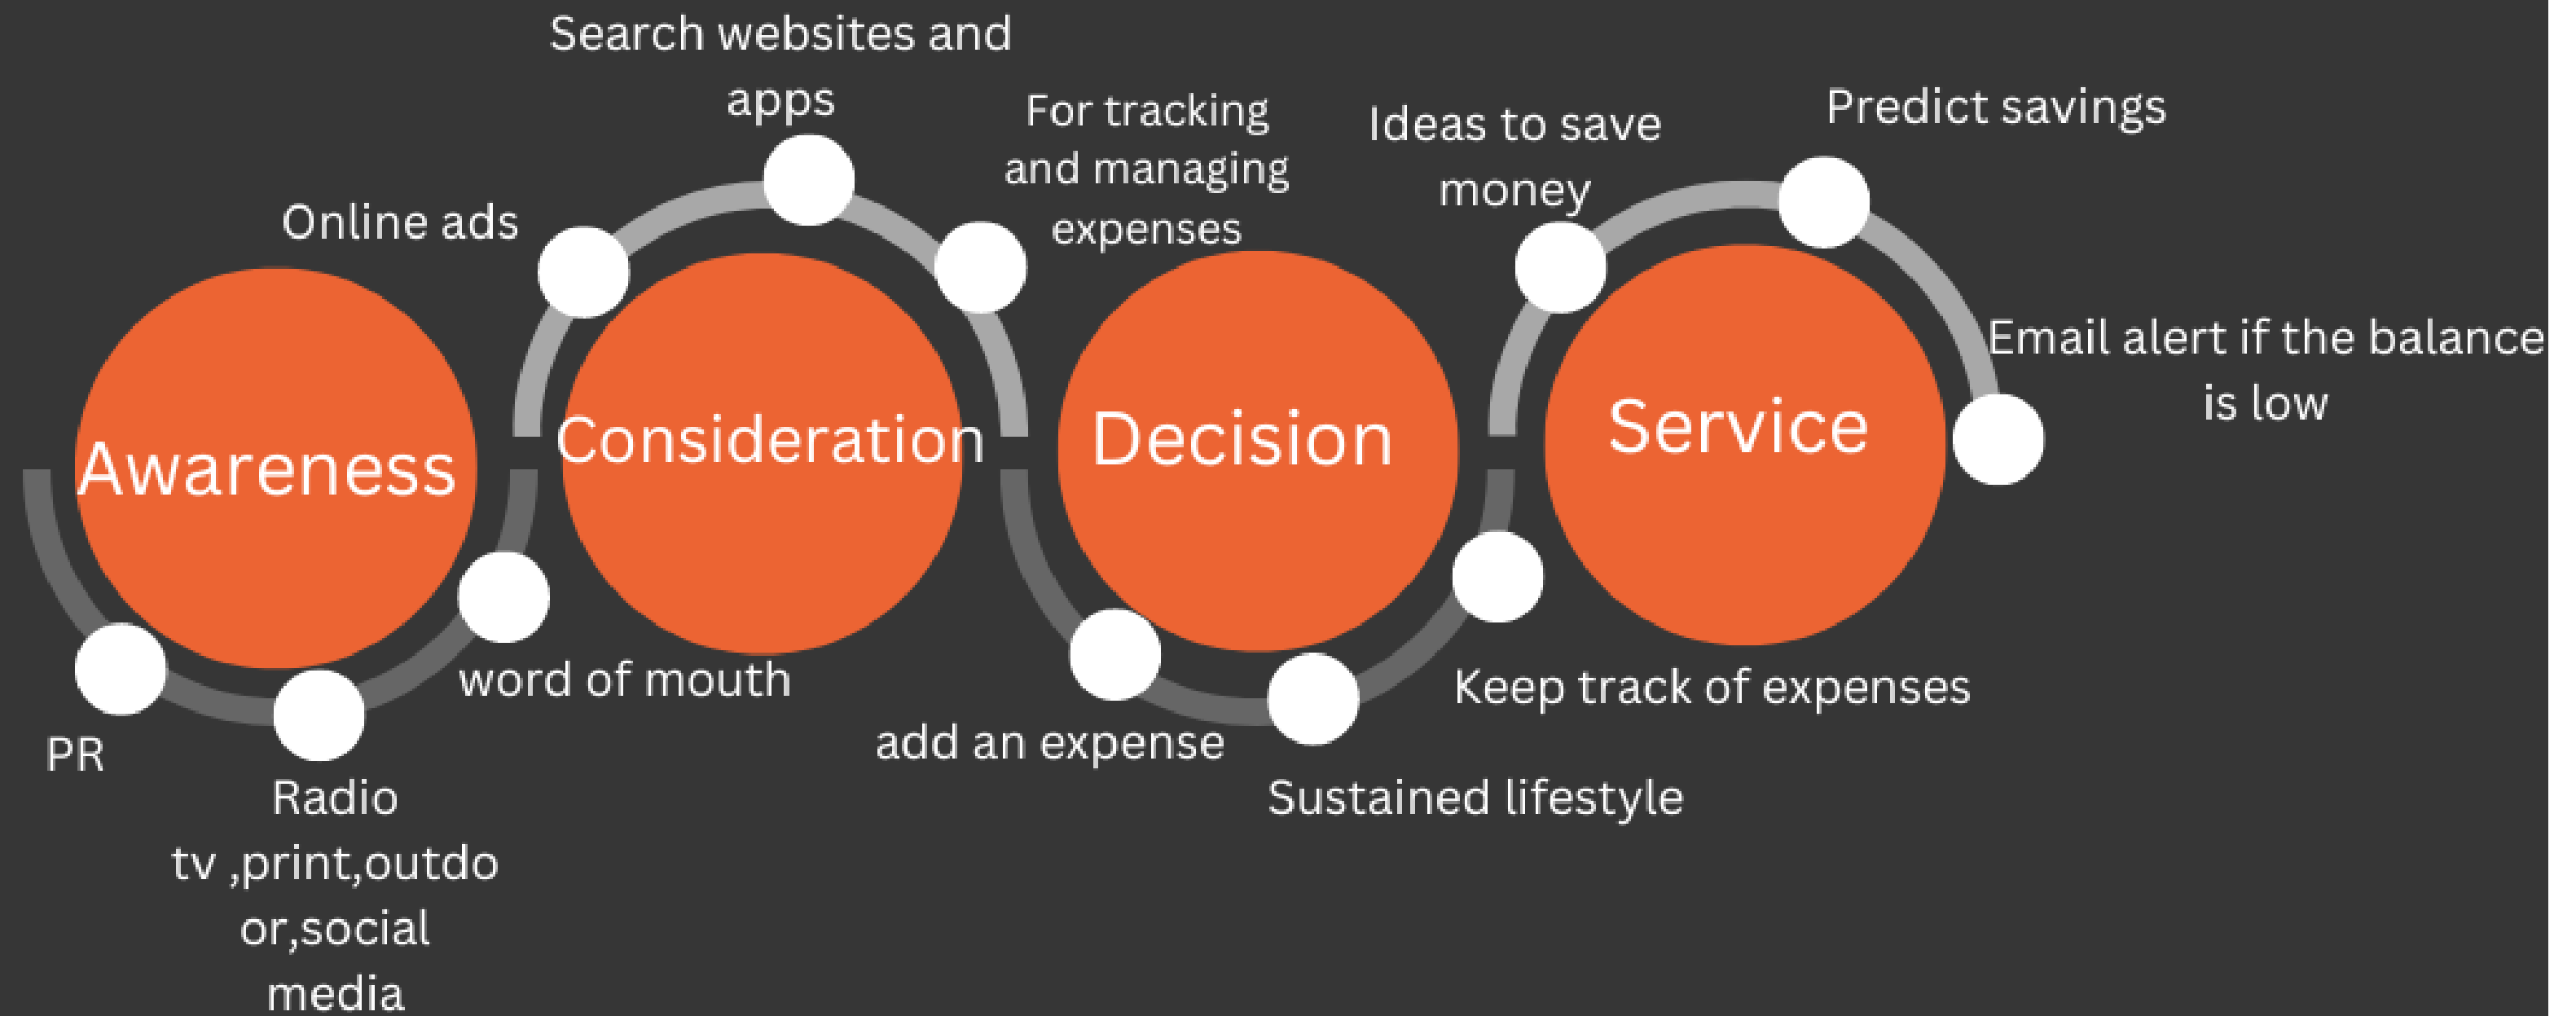 Search websites and
apps
For tracking
and managing
expenses
Ideas to save
money
Predict savings
Online ads
Email alert if the balance
is low
Awareness
Consideration
Decision
Service
word of mouth
Keep track of expenses
PR
add an expense
Radio
tv ,print,outdo
or,social
media
Sustained lifestyle